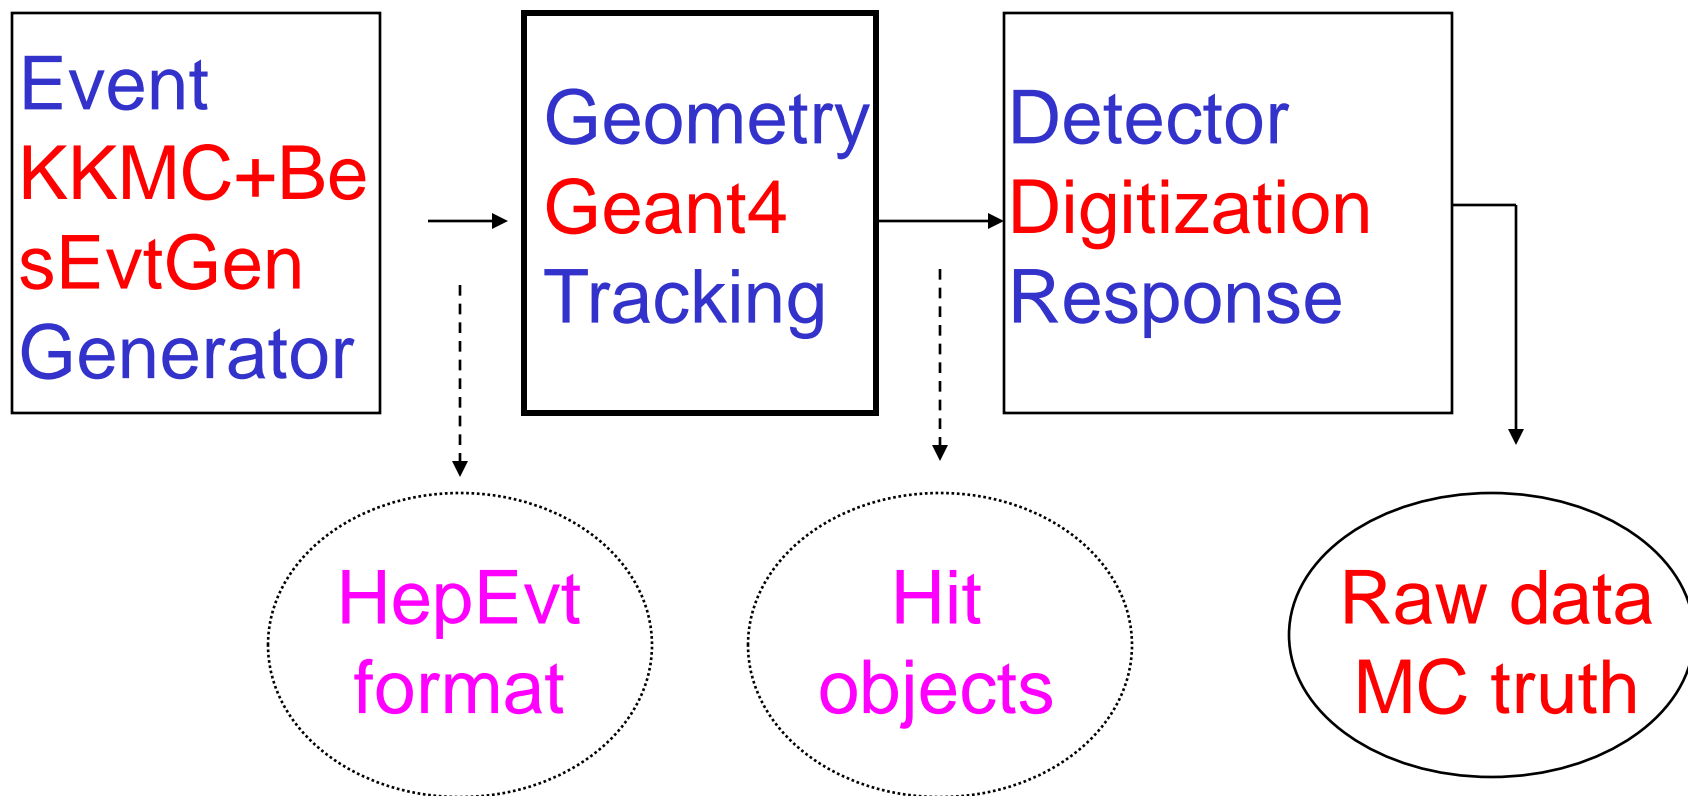 Event
KKMC+Be
sEvtGen
Generator
Geometry
Geant4
Tracking
Detector
Digitization
Response
HepEvt
format
Hit
objects
Raw data
MC truth